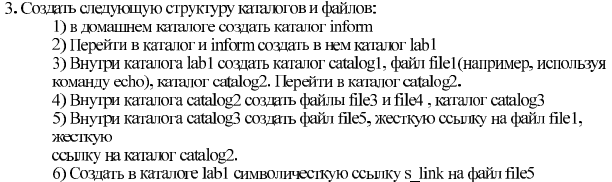 3. Создать следующую структуру каталогов и файлов:
1) в домашнем каталоге создать каталог inform
2) Перейти в каталог и inform создать в нем каталог lab1
3) Внутри каталога lab1 создать каталог catalog1, файл file1(например, используя
команду echo), каталог catalog2. Перейти в каталог catalog2.
4) Внутри каталога catalog2 создать файлы file3 и file4 , каталог catalog3
5) Внутри каталога catalog3 создать файл file5, жесткую ссылку на файл file1,
жесткую
ссылку на каталог catalog2.
6) Создать в каталоге lab1 символичесткую ссылку s_link на файл file5